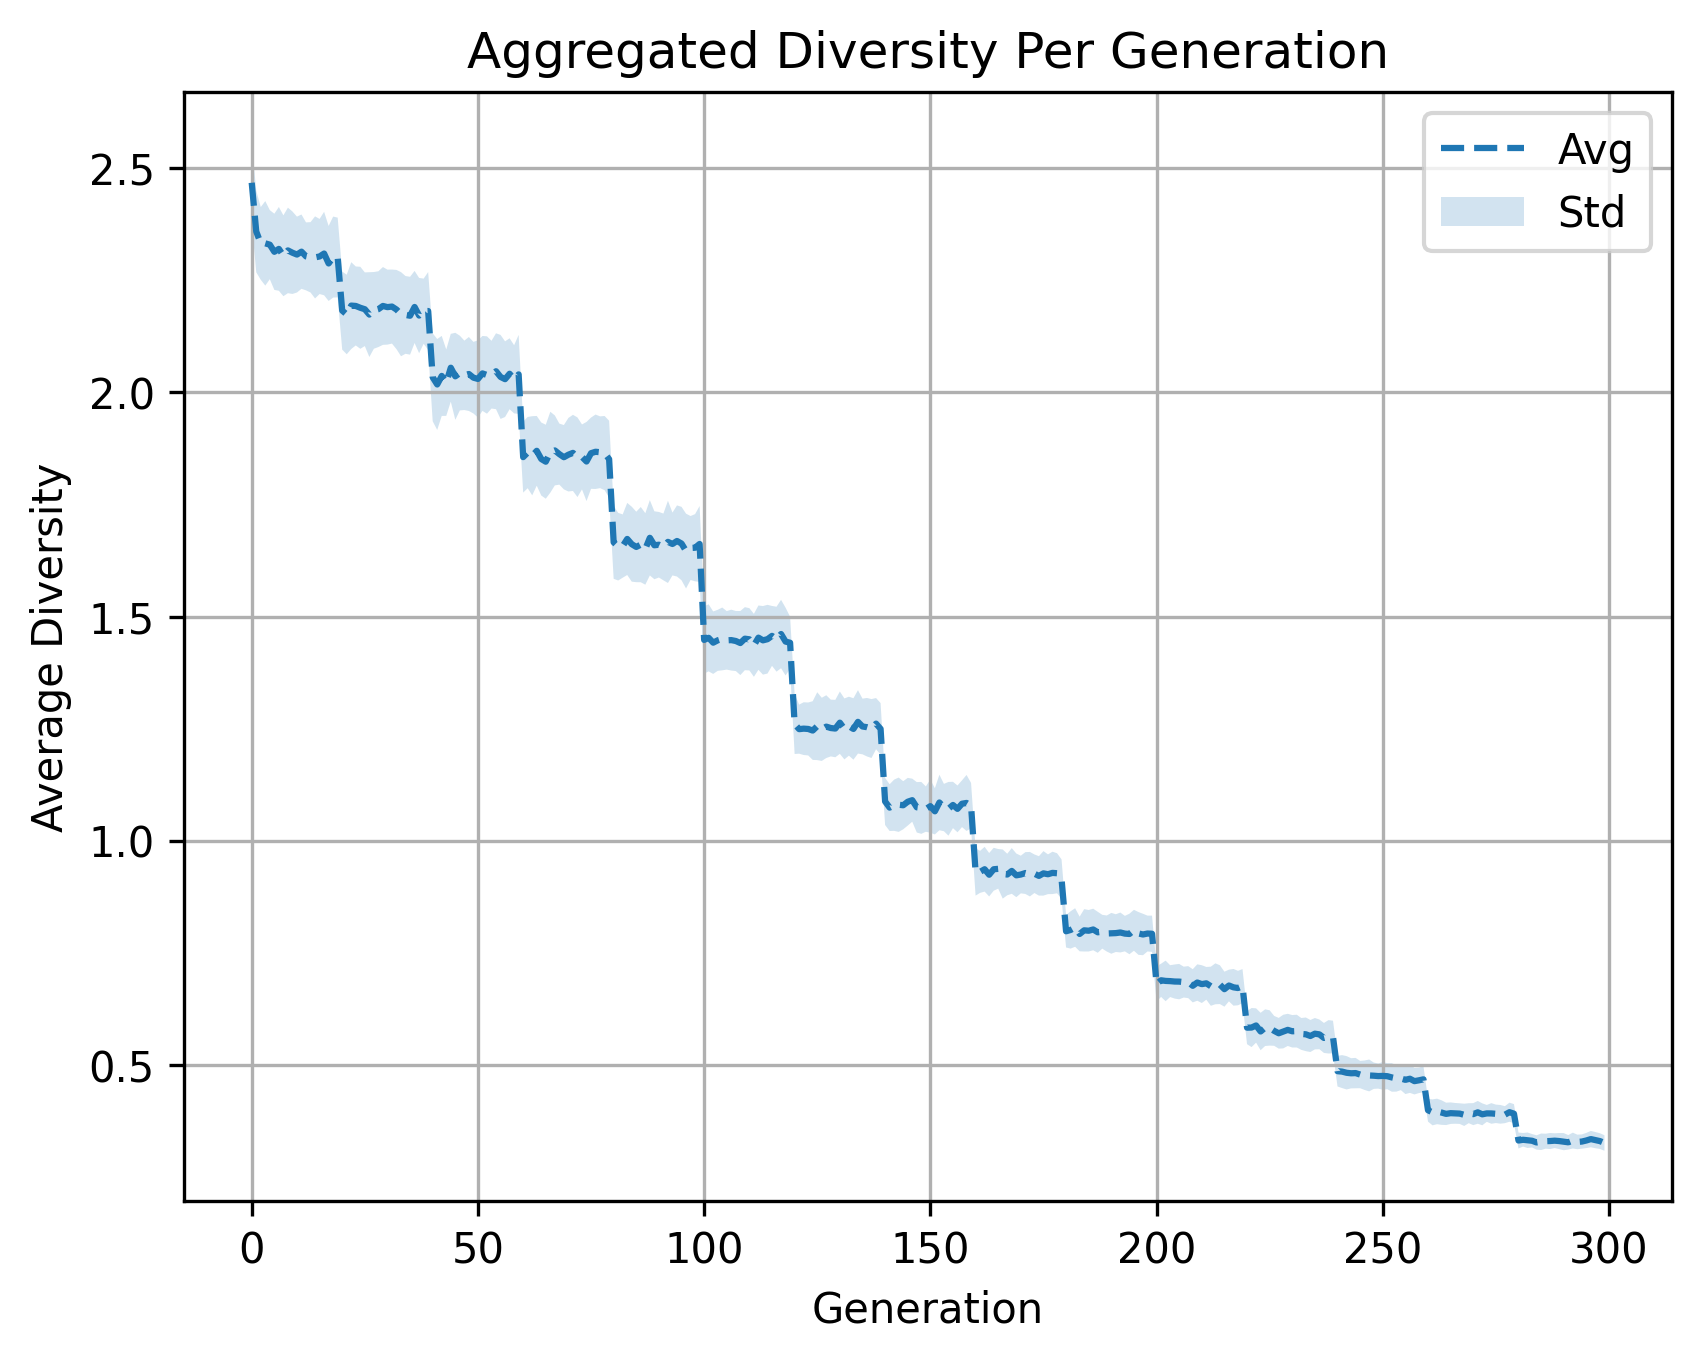 Aggregated Diversity Per Generation
Avg
Std
2.5
2.0
1.5
1.0
0.5
Average Diversity
0 50 100 150 200 250 300
Generation